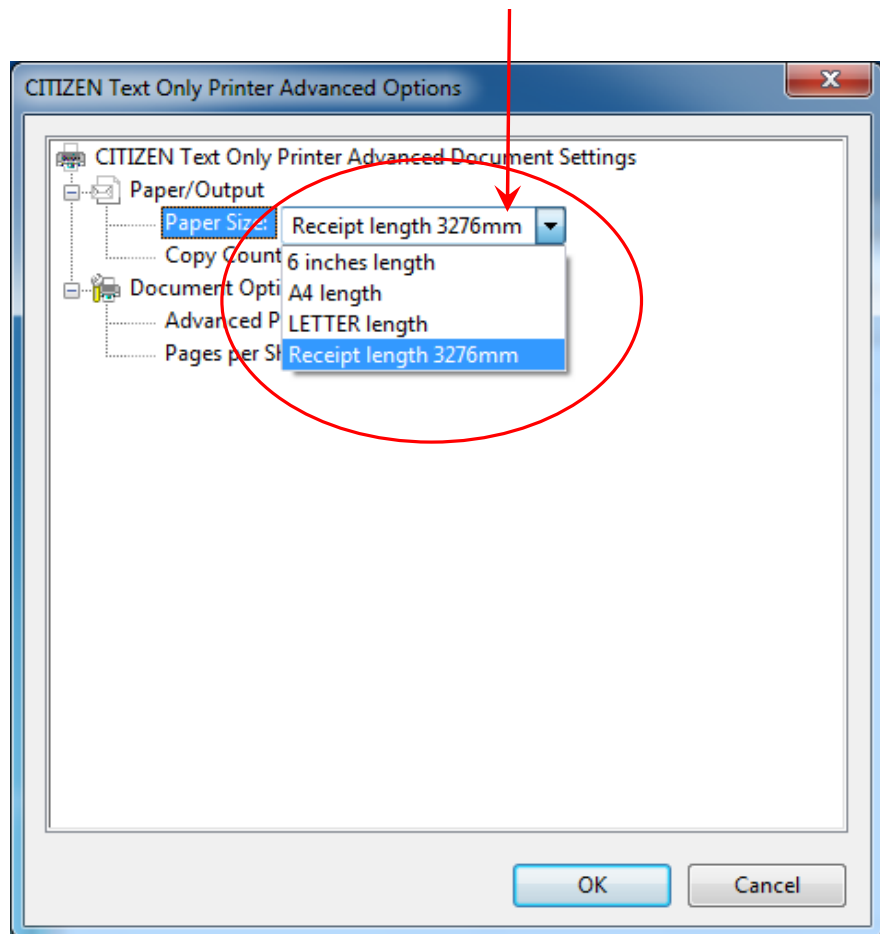 CITIZEN Text Only Printer Advanced Options
CITIZEN Text Only Printer Advanced Document Settings
Paper/Output
Paper Size: Receipt length 3276mm
Copy Count
6 inches length
Document Opti
A4 length
Advanced P
LETTER length
Pages per Sh
Receipt length 3276mm
OK Cancel